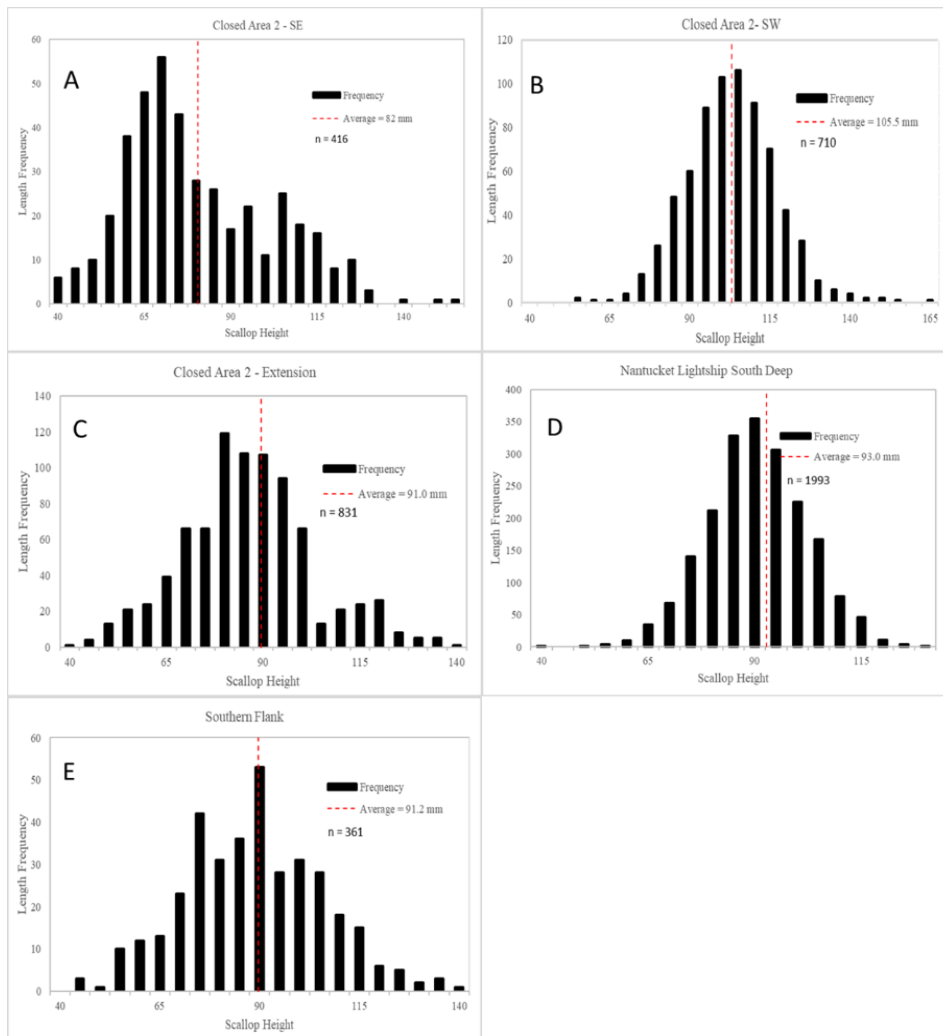 Closed Area 2 - SE
A
60
50
40
30
20
10
0
Length Frequency
Frequency
Average = 82 mm
n = 416
40 65 90 115 140
Scallop Height
Closed Area 2- SW
B
120
100
80
60
40
20
0
Length Frequency
Frequency
Average = 105.5 mm
n = 710
40 65 90 115 140 165
Scallop Height
Closed Area 2 - Extension
C
140
120
100
80
60
40
20
0
Length Frequency
Frequency
Average = 91.0 mm
n = 831
40 65 90 115 140
Scallop Height
Nantucket Lightship South Deep
D
400
350
300
250
200
150
100
50
0
Length Frequency
Frequency
Average = 93.0 mm
n = 1993
40 65 90 115
Scallop Height
Southern Flank
E
60
50
40
30
20
10
0
Length Frequency
Frequency
Average = 91.2 mm
n = 361
40 65 90 115 140
Scallop Height